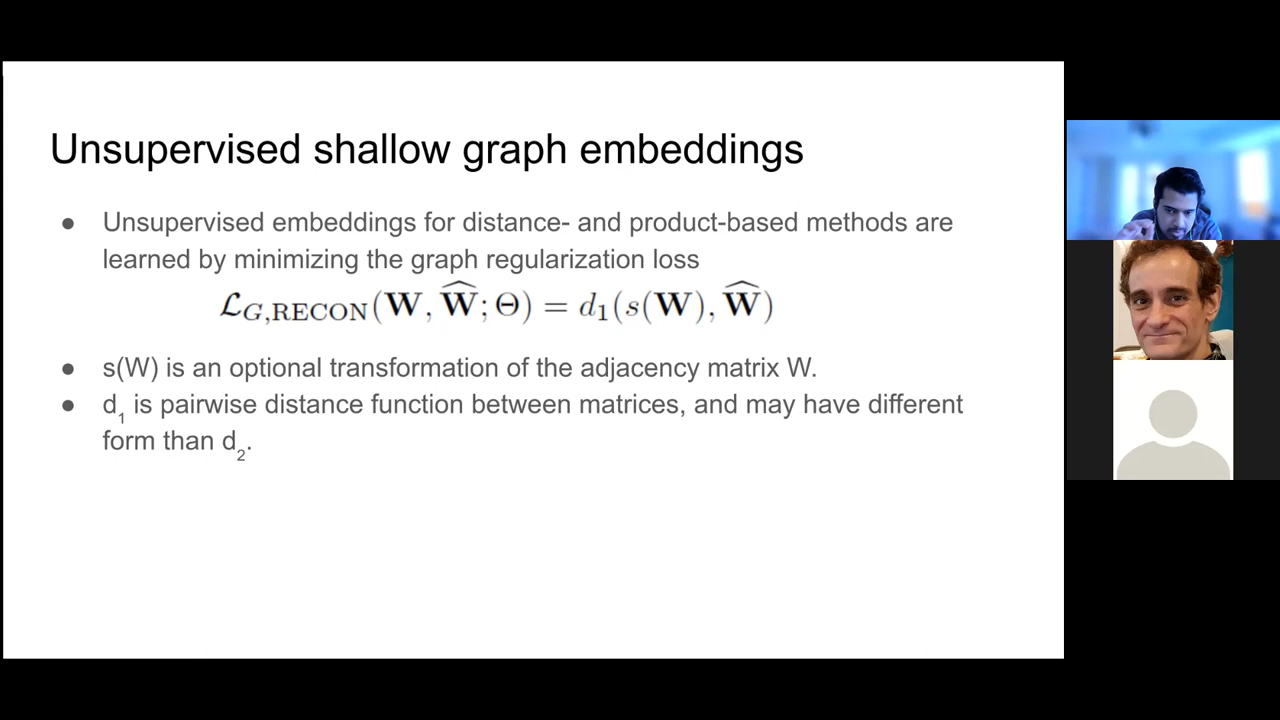 Unsupervised shallow graph embeddings
● Unsupervised embeddings for distance- and product-based methods are
learned by minimizing the graph regularization loss
ℒ_{G,RECON}(W, Ŵ; Θ) = d₁(s(W), Ŵ)
● s(W) is an optional transformation of the adjacency matrix W.
● d₁ is pairwise distance function between matrices, and may have different
form than d₂.